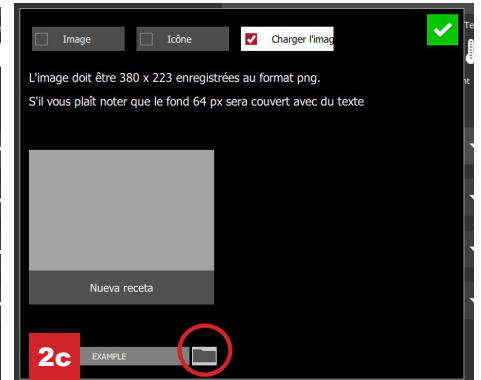 Image
Icône
Charger l'imag
L'image doit être 380 x 223 enregistrées au format png.
S'il vous plaît noter que le fond 64 px sera couvert avec du texte
Nueva receta
2c
EXAMPLE